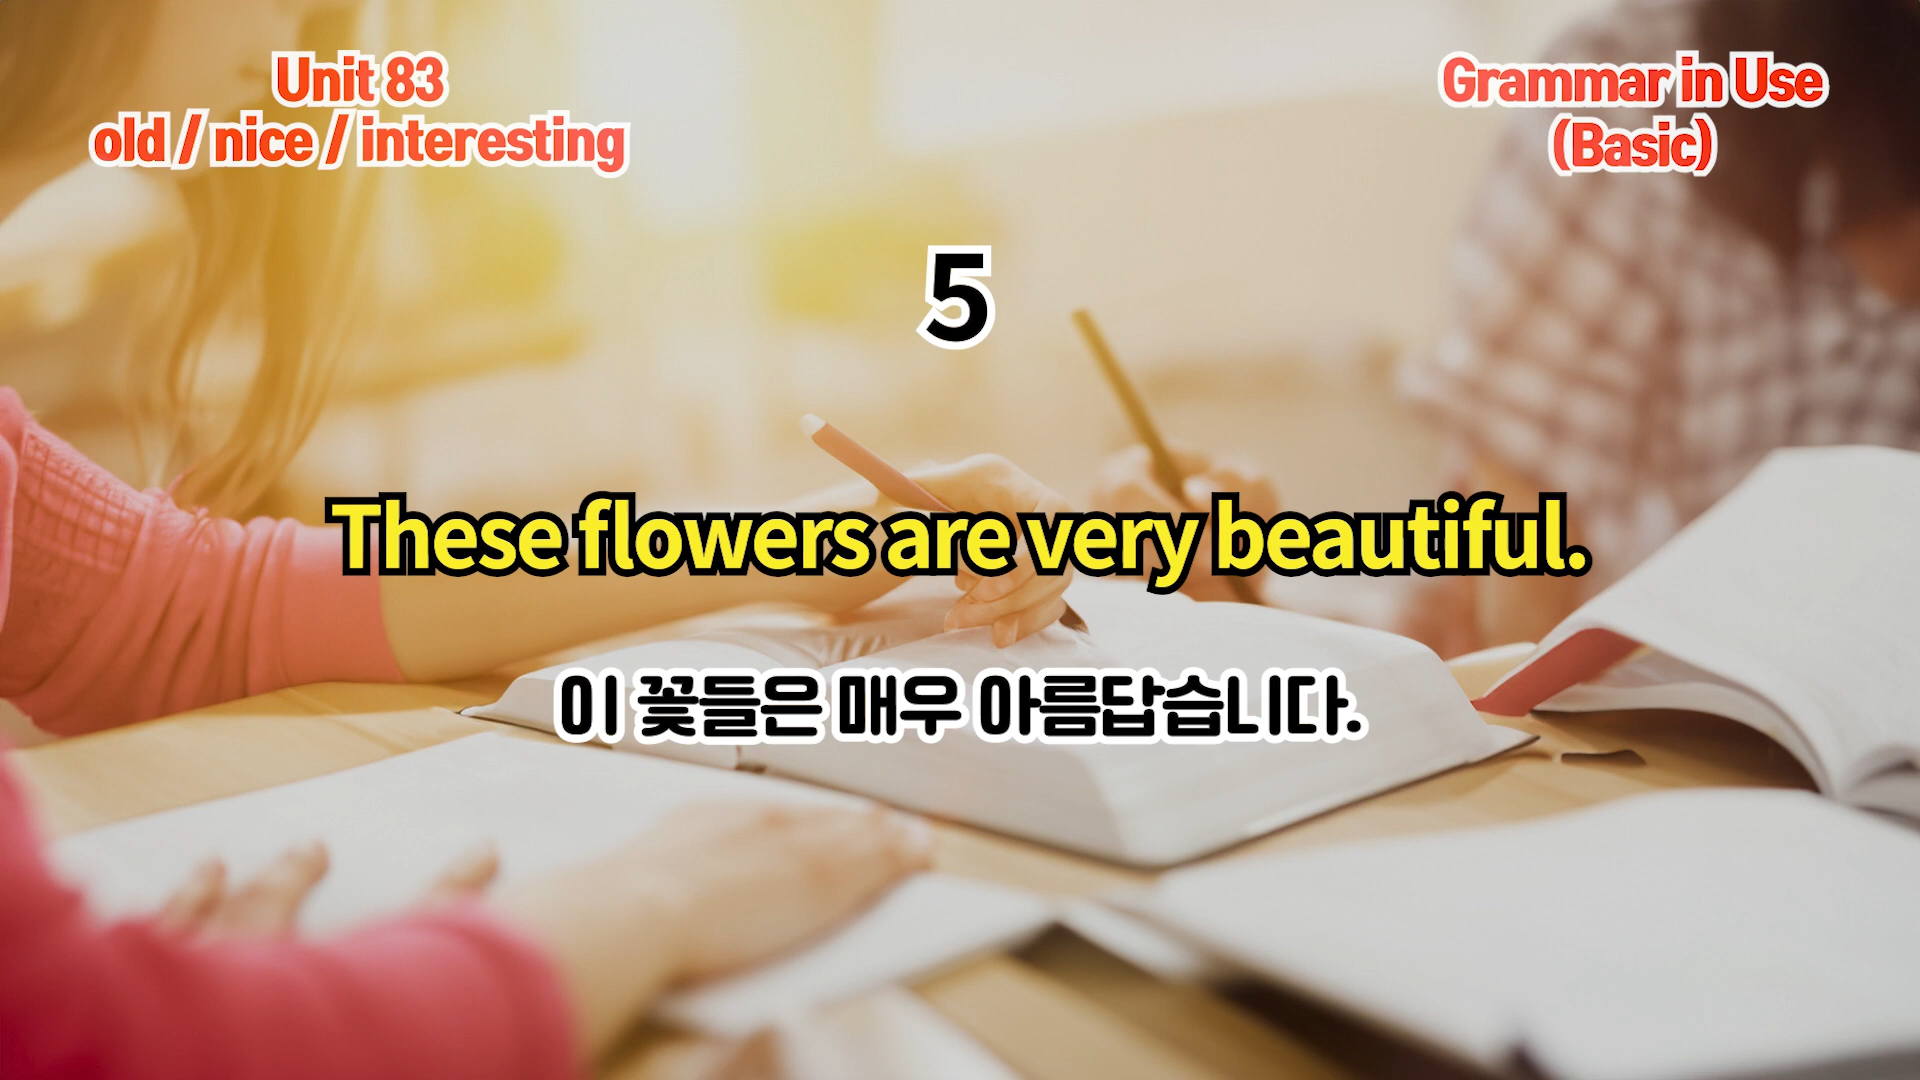 Unit 83
old / nice / interesting
Grammar in Use
(Basic)
5
These flowers are very beautiful.
이 꽃들은 매우 아름답습니다.